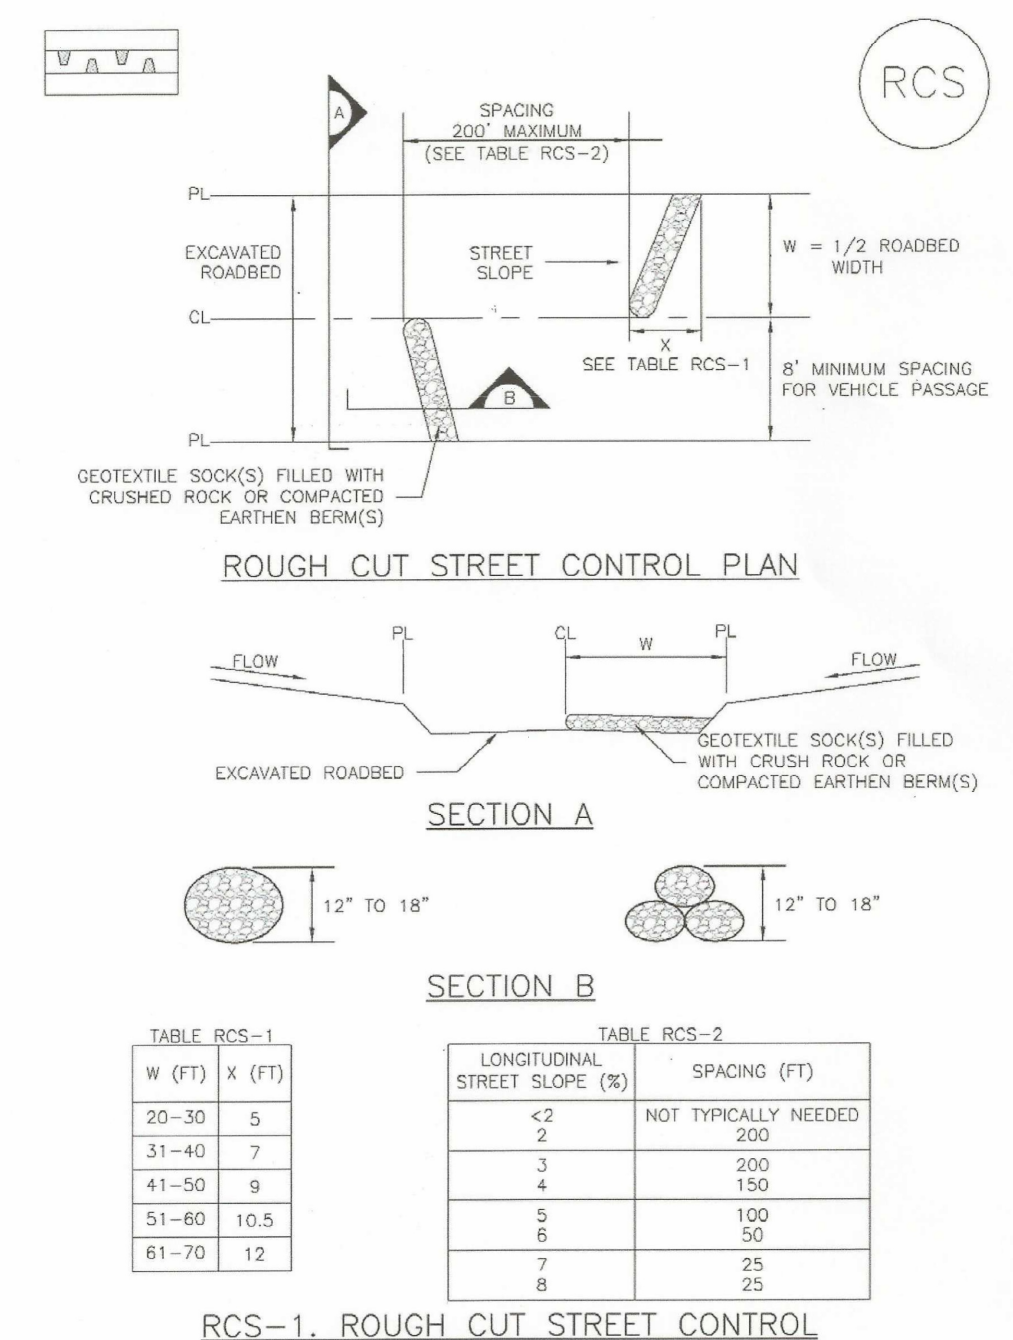 RCS
A
SPACING
200' MAXIMUM
(SEE TABLE RCS-2)
PL
EXCAVATED
ROADBED
STREET
SLOPE
W = 1/2 ROADBED
WIDTH
CL
X
SEE TABLE RCS-1
8' MINIMUM SPACING
FOR VEHICLE PASSAGE
B
PL
GEOTEXTILE SOCK(S) FILLED WITH
CRUSHED ROCK OR COMPACTED
EARTHEN BERM(S)
ROUGH CUT STREET CONTROL PLAN
PL
CL
W
PL
FLOW
FLOW
EXCAVATED ROADBED
GEOTEXTILE SOCK(S) FILLED
WITH CRUSH ROCK OR
COMPACTED EARTHEN BERM(S)
SECTION A
12" TO 18"
12" TO 18"
SECTION B
TABLE RCS-1
W (FT) X (FT)
20-30 5
31-40 7
41-50 9
51-60 10.5
61-70 12
TABLE RCS-2
LONGITUDINAL
STREET SLOPE (%) SPACING (FT)
<2 NOT TYPICALLY NEEDED
2 200
3 200
4 150
5 100
6 50
7 25
8 25
RCS-1. ROUGH CUT STREET CONTROL